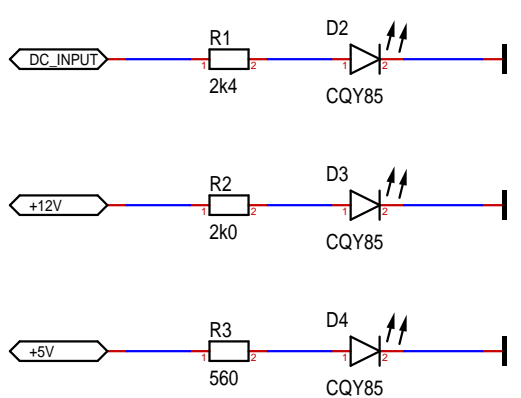 D2
R1
DC_INPUT
1 2 1 2
2k4
CQY85
D3
R2
+12V
1 2 1 2
2k0
CQY85
D4
R3
+5V
1 2 1 2
560
CQY85